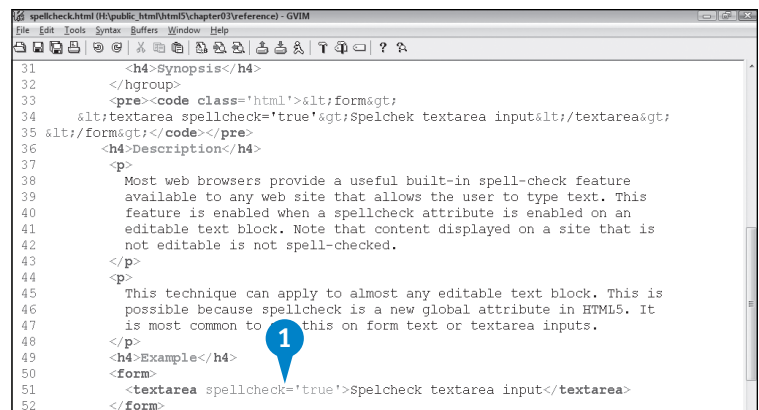 spellcheck.html (H:\public_html\html5\chapter03\reference) - GVIM
File Edit Tools Syntax Buffers Window Help
31 <h4>Synopsis</h4>
32 </hgroup>
33 <pre><code class='html'>&lt;form&gt;
34 &lt;textarea spellcheck='true'&gt;Spelchek textarea input&lt;/textarea&gt;
35 &lt;/form&gt;</code></pre>
36 <h4>Description</h4>
37 <p>
38 Most web browsers provide a useful built-in spell-check feature
39 available to any web site that allows the user to type text. This
40 feature is enabled when a spellcheck attribute is enabled on an
41 editable text block. Note that content displayed on a site that is
42 not editable is not spell-checked.
43 </p>
44 <p>
45 This technique can apply to almost any editable text block. This is
46 possible because spellcheck is a new global attribute in HTML5. It
47 is most common to this on form text or textarea inputs.
48 </p>
1
49 <h4>Example</h4>
50 <form>
51 <textarea spellcheck='true'>Spelcheck textarea input</textarea>
52 </form>